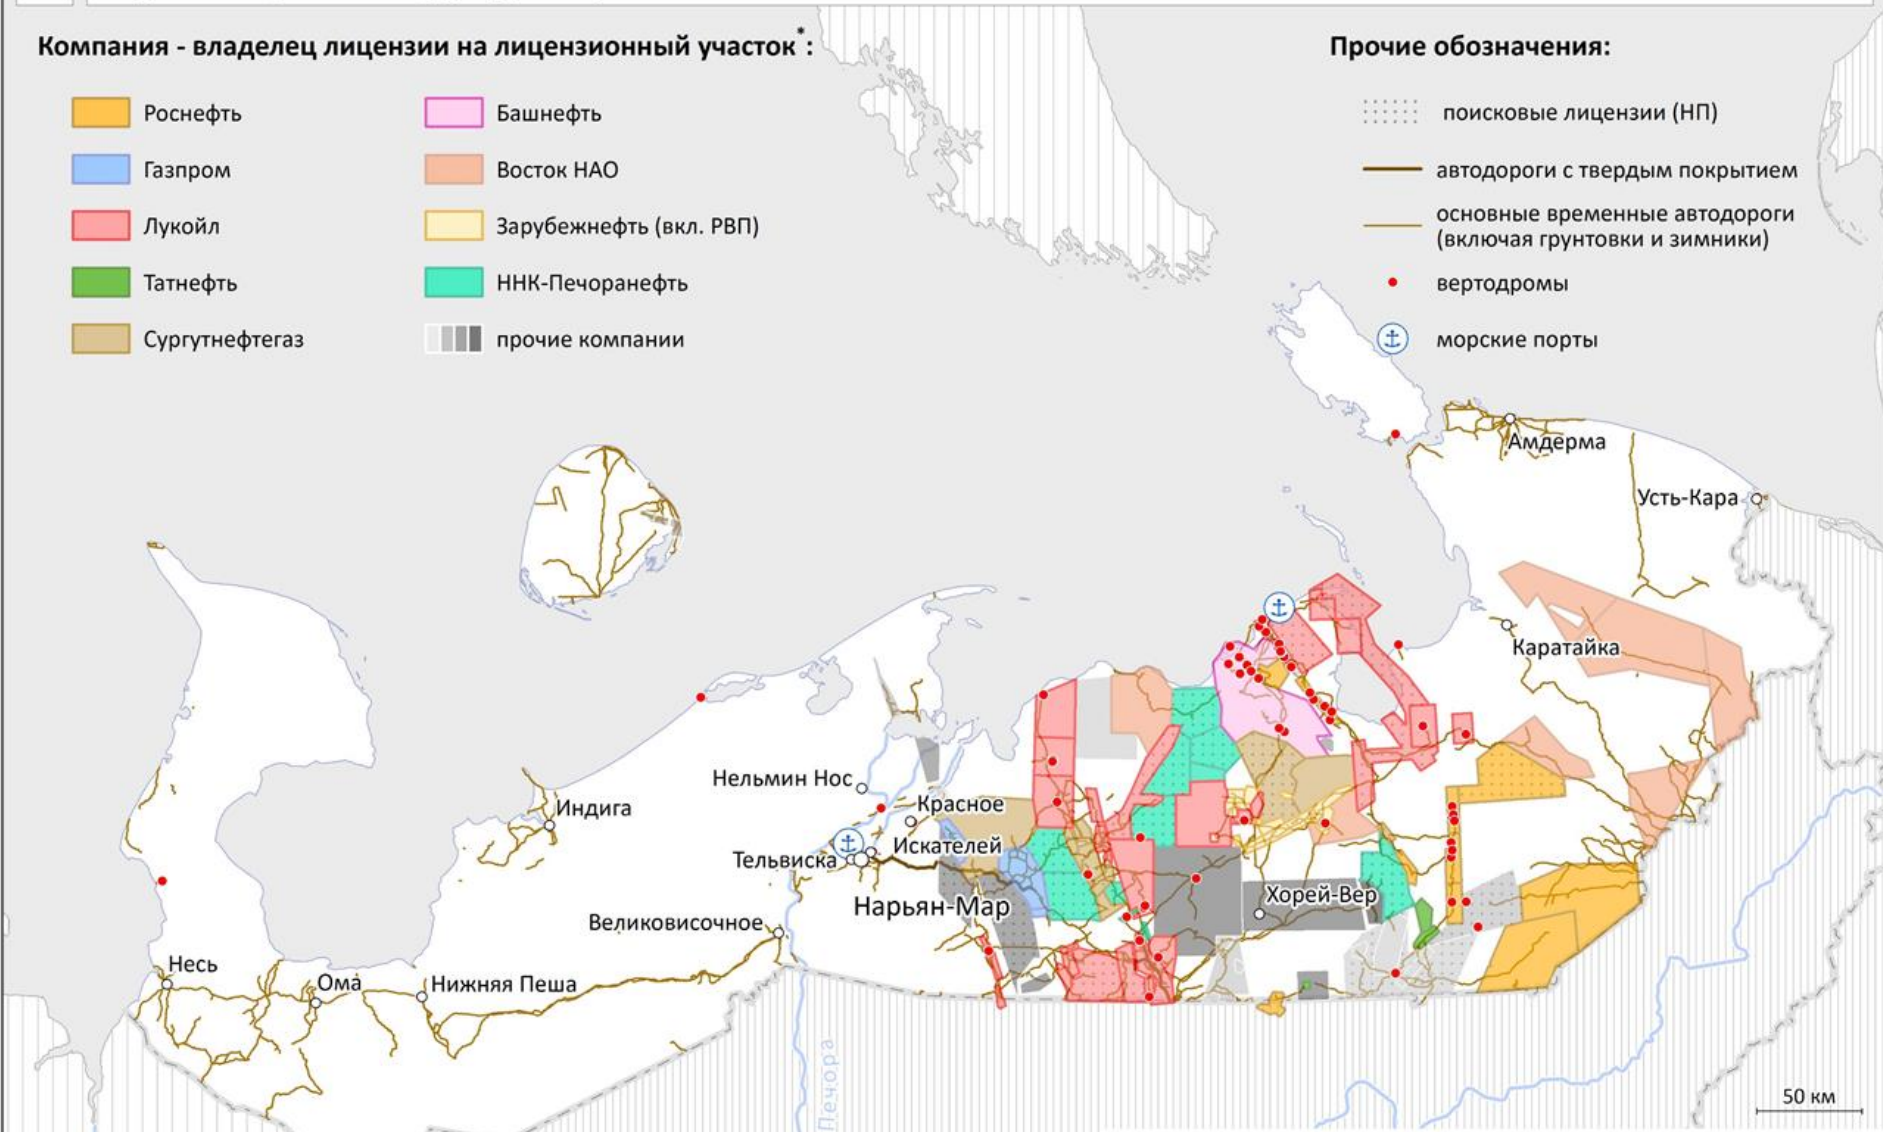 Компания - владелец лицензии на лицензионный участок*:
Роснефть
Газпром
Лукойл
Татнефть
Сургутнефтегаз
Башнефть
Восток НАО
Зарубежнефть (вкл. РВП)
ННК-Печоранефть
прочие компании
Прочие обозначения:
поисковые лицензии (НП)
автодороги с твердым покрытием
основные временные автодороги
(включая грунтовки и зимники)
вертодромы
морские порты
Амдерма
Усть-Кара
Каратайка
Нельмин Нос
Красное
Индига
Искателей
Тельвиска
Хорей-Вер
Нарьян-Мар
Великовисочное
Несь
Ома
Нижняя Пеша
Печора
50 км